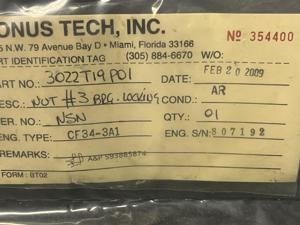 ONUS TECH, INC.
5 N.W. 79 Avenue Bay D • Miami, Florida 33166
Nº 354400
RT IDENTIFICATION TAG (305) 884-6670 W/O:
RT NO.: 3022T19P01 DATE: FEB 20 2009
ESC.: NUT #3 BRG. LOCKING COND.: AR
ER. NO.: NSN QTY.: 01
ENG. TYPE: CF34-3A1 ENG. S/N: 807192
A&P 593885874
FORM: BT02